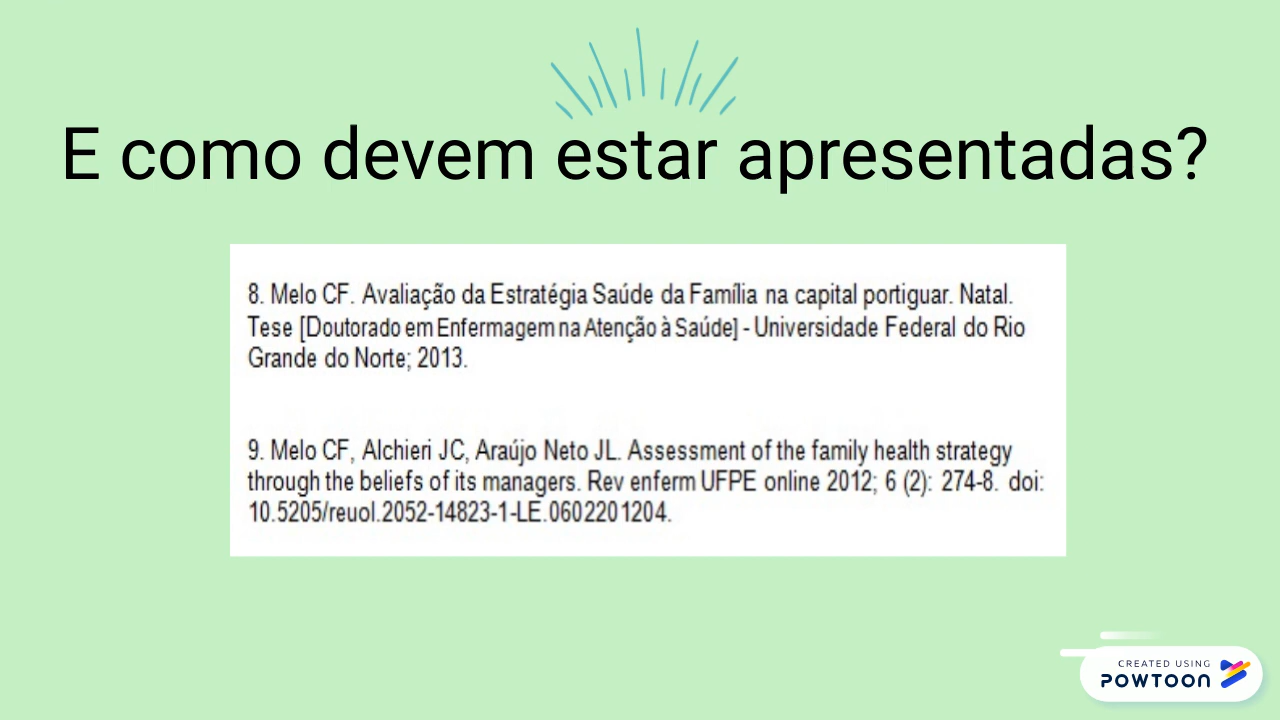 E como devem estar apresentadas?
8. Melo CF. Avaliação da Estratégia Saúde da Família na capital portiguar. Natal.
Tese [Doutorado em Enfermagem na Atenção à Saúde] - Universidade Federal do Rio
Grande do Norte; 2013.
9. Melo CF, Alchieri JC, Araújo Neto JL. Assessment of the family health strategy
through the beliefs of its managers. Rev enferm UFPE online 2012; 6 (2): 274-8. doi:
10.5205/reuol.2052-14823-1-LE.0602201204.
CREATED USING
POWTOON